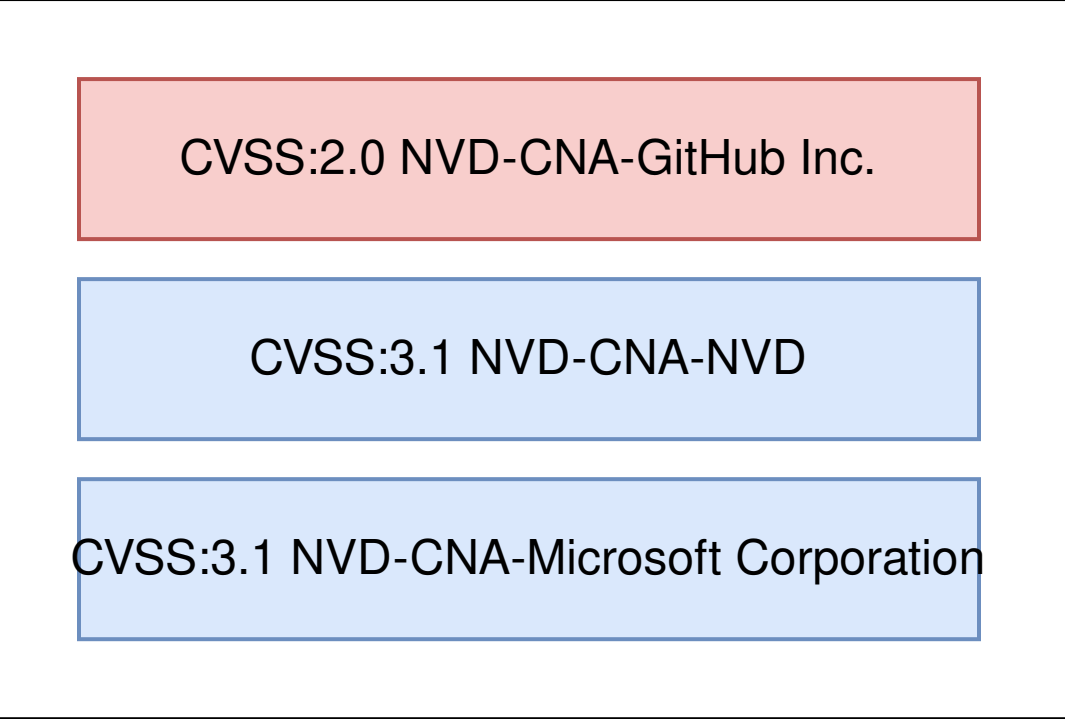 CVSS:2.0 NVD-CNA-GitHub Inc.
CVSS:3.1 NVD-CNA-NVD
CVSS:3.1 NVD-CNA-Microsoft Corporation